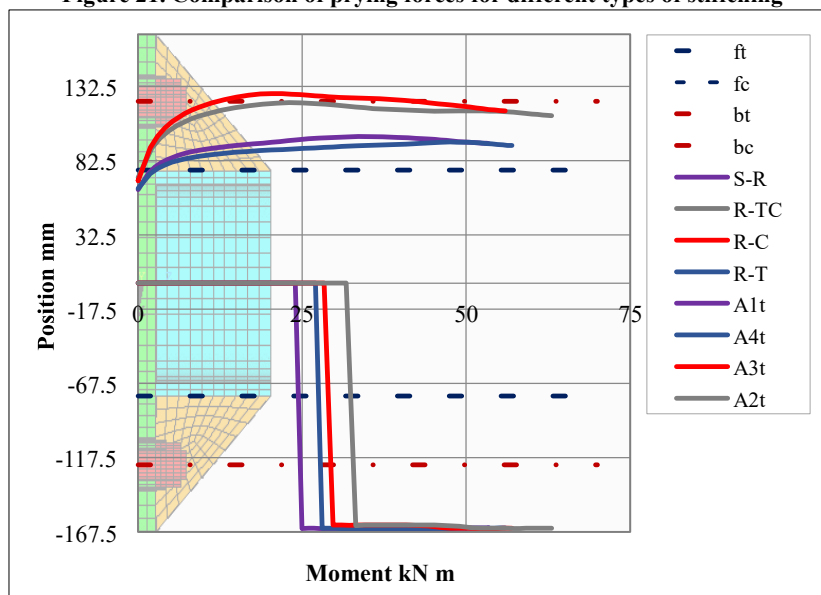 Figure 21. Comparison of prying forces for different types of stiffening
132.5
82.5
32.5
-17.5
-67.5
-117.5
-167.5
0
25
50
75
Position mm
Moment kN m
ft
fc
bt
bc
S-R
R-TC
R-C
R-T
A1t
A4t
A3t
A2t